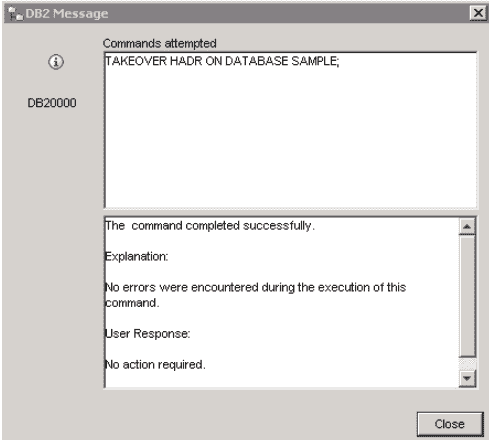 DB2 Message
Commands attempted
TAKEOVER HADR ON DATABASE SAMPLE;
DB20000
The command completed successfully.
Explanation:
No errors were encountered during the execution of this
command.
User Response:
No action required.
Close